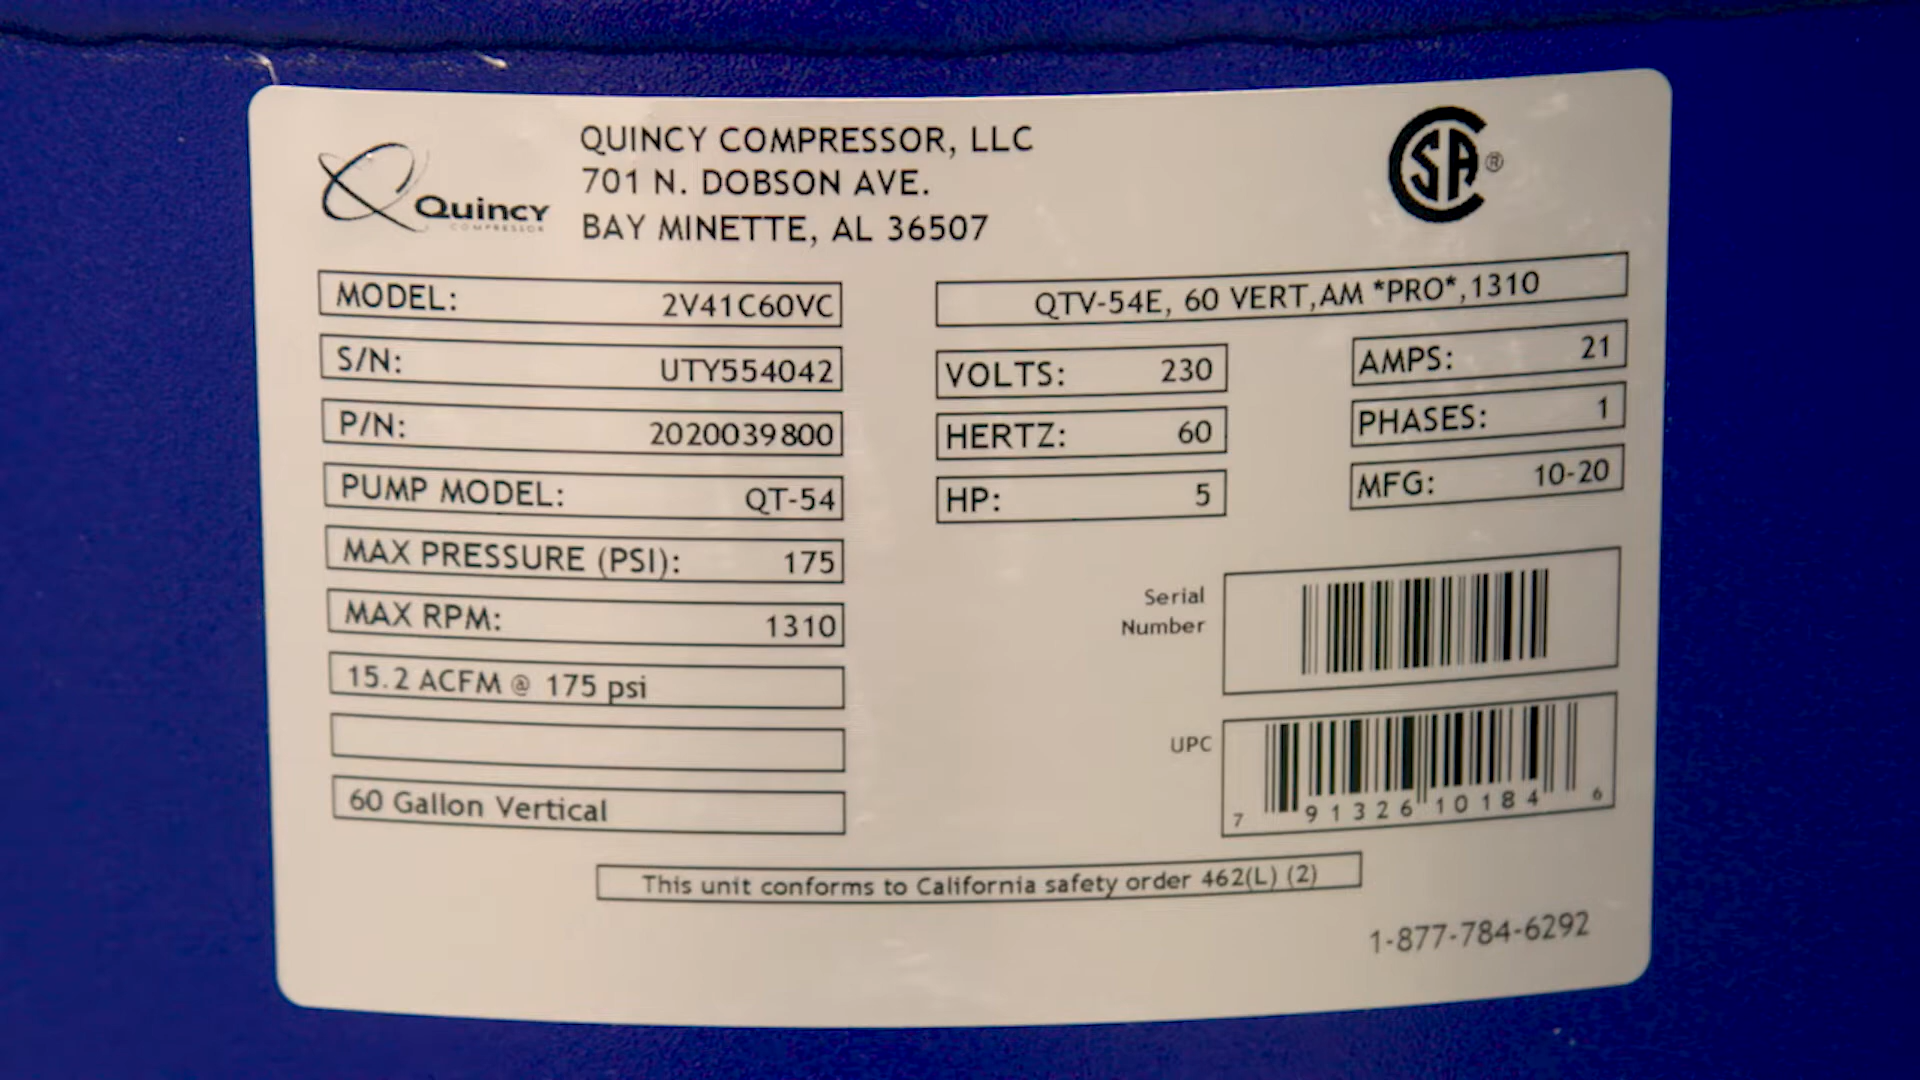 Quincy
COMPRESSOR
QUINCY COMPRESSOR, LLC
701 N. DOBSON AVE.
BAY MINETTE, AL 36507
CSA®
MODEL: 2V41C60VC
S/N: UTY554042
P/N: 2020039800
PUMP MODEL: QT-54
MAX PRESSURE (PSI): 175
MAX RPM: 1310
15.2 ACFM @ 175 psi
60 Gallon Vertical
QTV-54E, 60 VERT,AM *PRO*,1310
VOLTS: 230
AMPS: 21
HERTZ: 60
PHASES: 1
HP: 5
MFG: 10-20
Serial
Number
UPC
7 91326 10184 6
This unit conforms to California safety order 462(L) (2)
1-877-784-6292